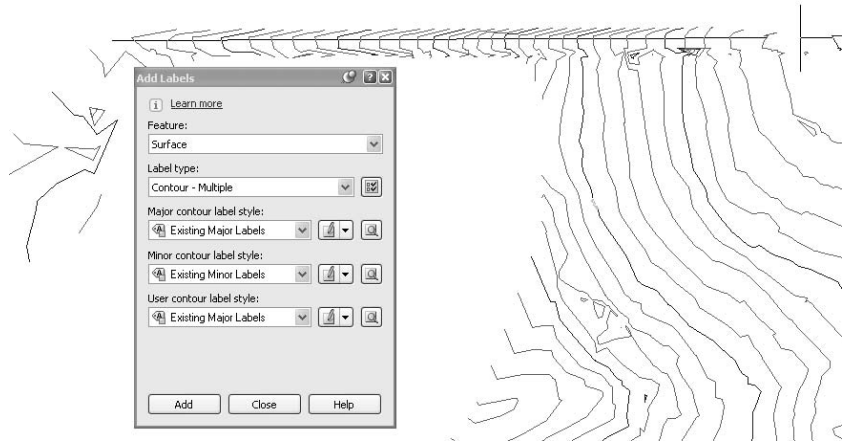 Add Labels
Learn more
Feature:
Surface
Label type:
Contour - Multiple
Major contour label style:
Existing Major Labels
Minor contour label style:
Existing Minor Labels
User contour label style:
Existing Major Labels
Add Close Help